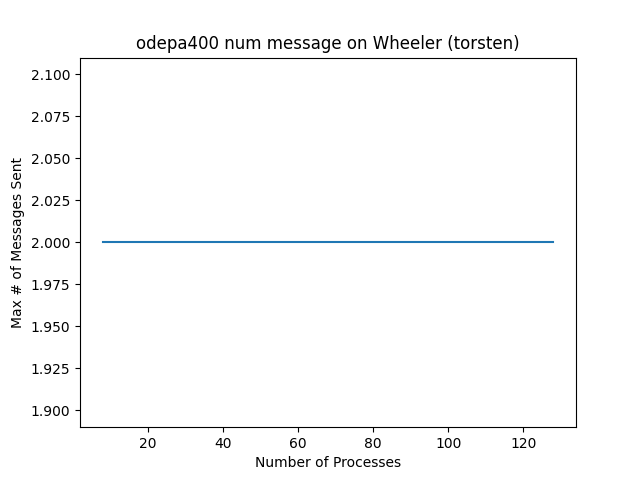 odepa400 num message on Wheeler (torsten)
2.100
2.075
2.050
2.025
2.000
1.975
1.950
1.925
1.900
Max # of Messages Sent
20 40 60 80 100 120
Number of Processes